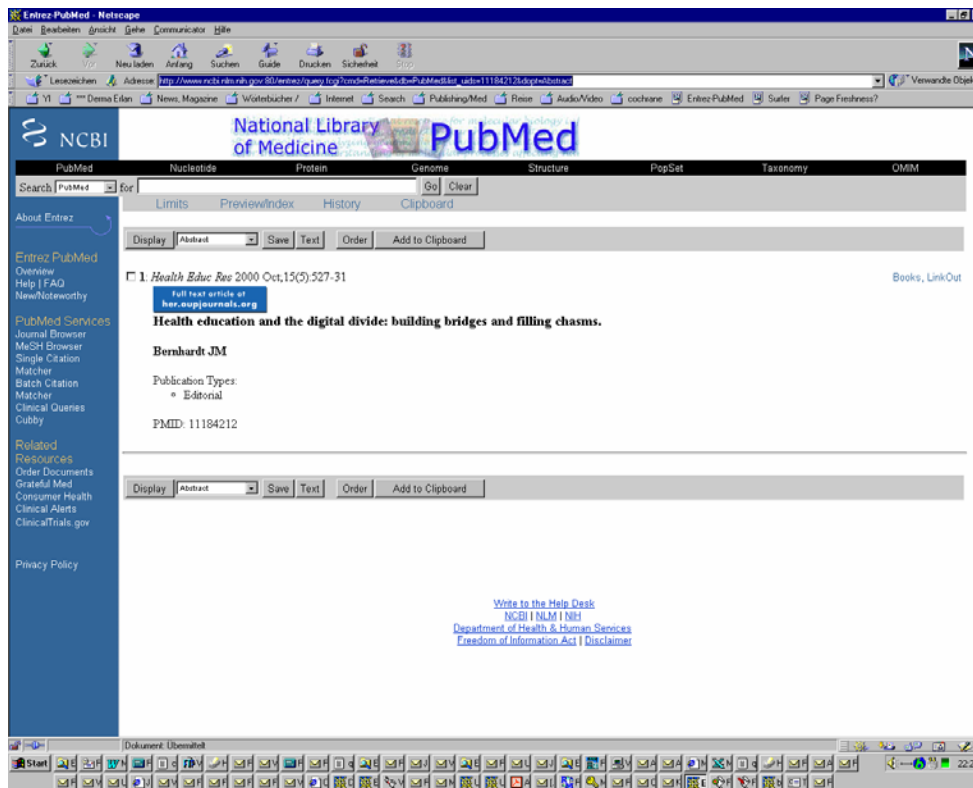 Entrez-PubMed - Netscape
Datei Bearbeiten Ansicht Gehe Communicator Hilfe
Zurück Vor Neu laden Anfang Suchen Guide Drucken Sicherheit Stop
Lesezeichen Adresse: http://www.ncbi.nlm.nih.gov:80/entrez/query.fcgi?cmd=Retrieve&db=PubMed&list_uids=11184212&dopt=Abstract Verwandte Objek
YI *** Derma Erlan News, Magazine Wörterbücher / Internet Search Publishing/Med Reise Audio/Video cochrane Entrez-PubMed Surfer Page Freshness?
NCBI
National Library
of Medicine
PubMed
PubMed Nucleotide Protein Genome Structure PopSet Taxonomy OMIM
Search PubMed for Go Clear
Limits Preview/Index History Clipboard
About Entrez
Display Abstract Save Text Order Add to Clipboard
Entrez PubMed
Overview
Help | FAQ
New/Noteworthy
PubMed Services
Journal Browser
MeSH Browser
Single Citation
Matcher
Batch Citation
Matcher
Clinical Queries
Cubby
Related
Resources
Order Documents
Grateful Med
Consumer Health
Clinical Alerts
ClinicalTrials.gov
Privacy Policy
1: Health Educ Res 2000 Oct;15(5):527-31 Books, LinkOut
Full text article at
her.oupjournals.org
Health education and the digital divide: building bridges and filling chasms.
Bernhardt JM
Publication Types:
Editorial
PMID: 11184212
Display Abstract Save Text Order Add to Clipboard
Write to the Help Desk
NCBI | NLM | NIH
Department of Health & Human Services
Freedom of Information Act | Disclaimer
Dokument: Übermittelt
Start